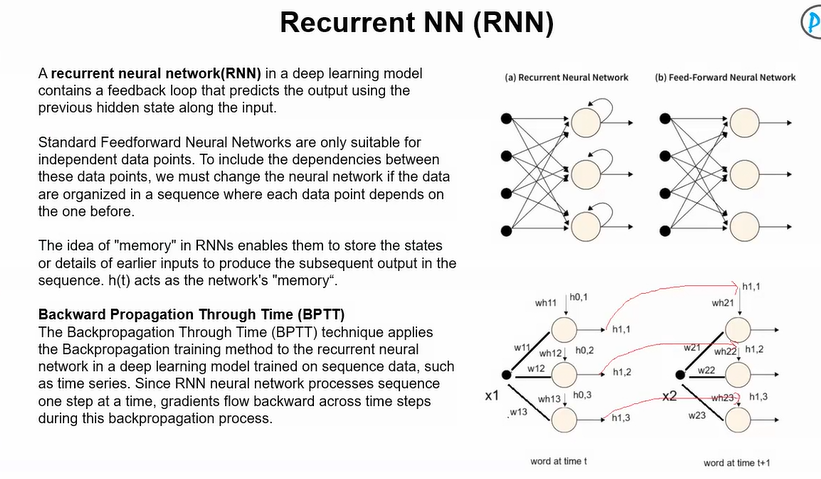 Recurrent NN (RNN)
P
A recurrent neural network(RNN) in a deep learning model
contains a feedback loop that predicts the output using the
previous hidden state along the input.
Standard Feedforward Neural Networks are only suitable for
independent data points. To include the dependencies between
these data points, we must change the neural network if the data
are organized in a sequence where each data point depends on
the one before.
The idea of "memory" in RNNs enables them to store the states
or details of earlier inputs to produce the subsequent output in the
sequence. h(t) acts as the network's "memory“.
Backward Propagation Through Time (BPTT)
The Backpropagation Through Time (BPTT) technique applies
the Backpropagation training method to the recurrent neural
network in a deep learning model trained on sequence data, such
as time series. Since RNN neural network processes sequence
one step at a time, gradients flow backward across time steps
during this backpropagation process.
(a) Recurrent Neural Network
(b) Feed-Forward Neural Network
wh11
h0,1
h1,1
w11
wh12
h0,2
w12
h1,2
x1
wh13
h0,3
w13
h1,3
word at time t
h1,1
wh21
w21
wh22
h1,2
w22
x2
wh23
h1,3
w23
word at time t+1